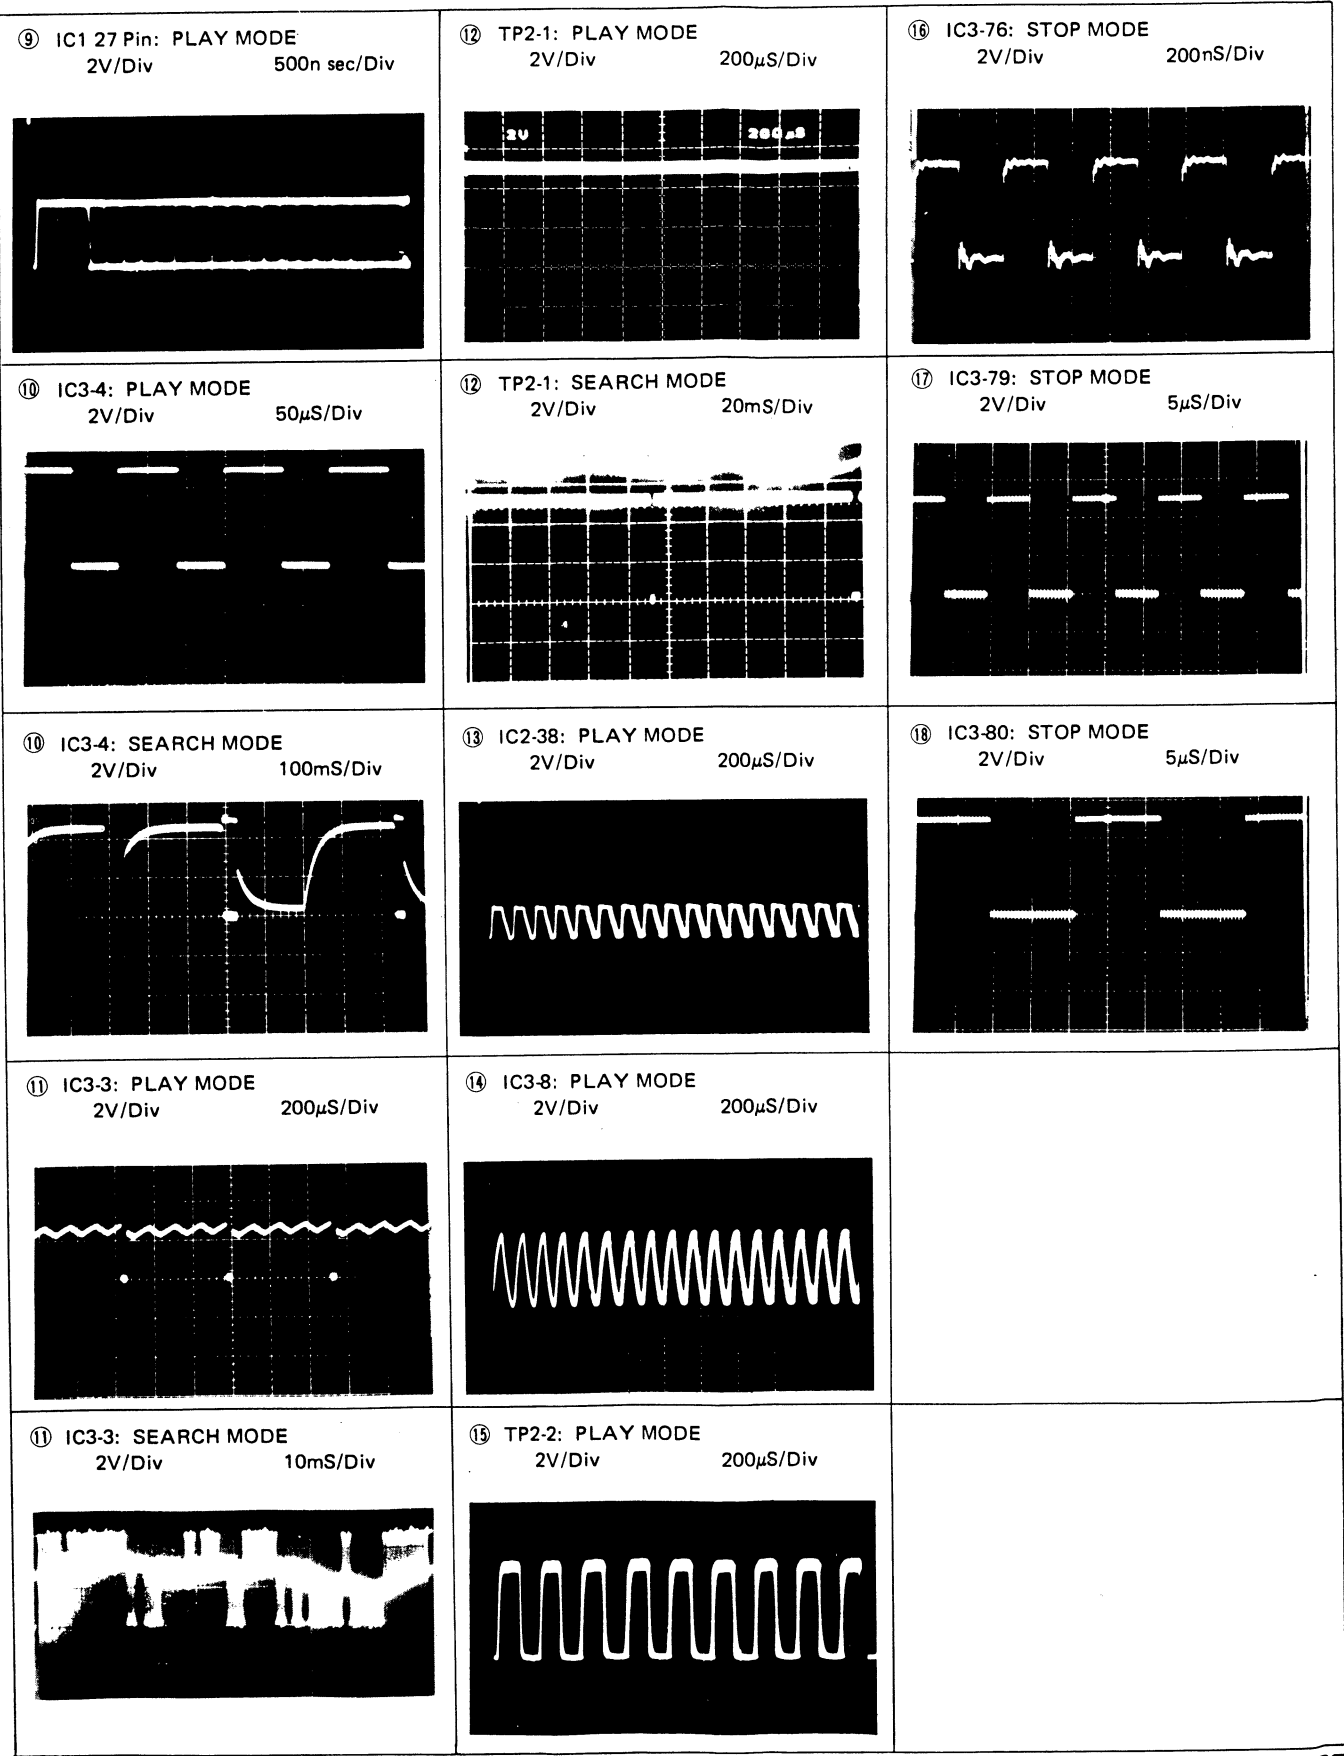 ⑨ IC1 27 Pin: PLAY MODE
2V/Div 500n sec/Div
⑩ IC3-4: PLAY MODE
2V/Div 50μS/Div
⑩ IC3-4: SEARCH MODE
2V/Div 100mS/Div
⑪ IC3-3: PLAY MODE
2V/Div 200μS/Div
⑪ IC3-3: SEARCH MODE
2V/Div 10mS/Div
⑫ TP2-1: PLAY MODE
2V/Div 200μS/Div
2V 200μS
⑫ TP2-1: SEARCH MODE
2V/Div 20mS/Div
⑬ IC2-38: PLAY MODE
2V/Div 200μS/Div
⑭ IC3-8: PLAY MODE
2V/Div 200μS/Div
⑮ TP2-2: PLAY MODE
2V/Div 200μS/Div
⑯ IC3-76: STOP MODE
2V/Div 200nS/Div
⑰ IC3-79: STOP MODE
2V/Div 5μS/Div
⑱ IC3-80: STOP MODE
2V/Div 5μS/Div